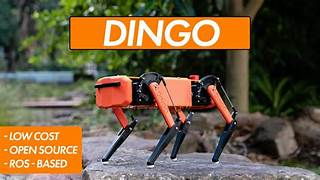 DINGO
- LOW COST
- OPEN SOURCE
- ROS - BASED